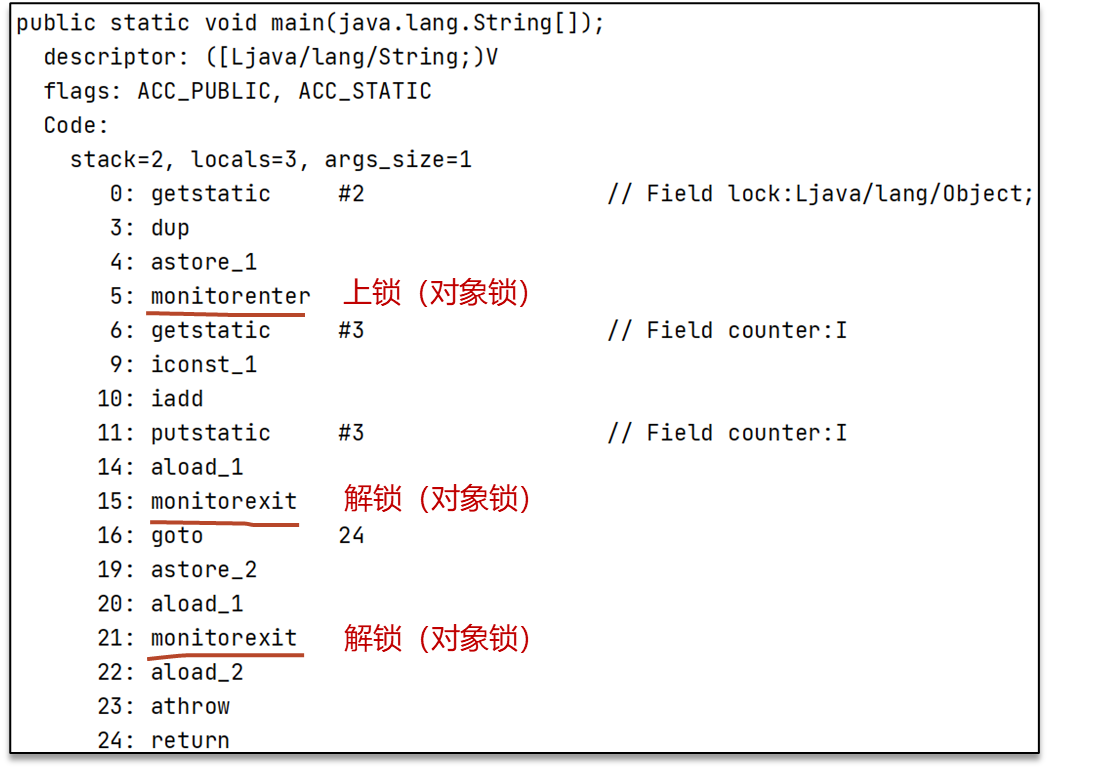 public static void main(java.lang.String[]);
descriptor: ([Ljava/lang/String;)V
flags: ACC_PUBLIC, ACC_STATIC
Code:
stack=2, locals=3, args_size=1
0: getstatic #2 // Field lock:Ljava/lang/Object;
3: dup
4: astore_1
5: monitorenter 上锁（对象锁）
6: getstatic #3 // Field counter:I
9: iconst_1
10: iadd
11: putstatic #3 // Field counter:I
14: aload_1
15: monitorexit 解锁（对象锁）
16: goto 24
19: astore_2
20: aload_1
21: monitorexit 解锁（对象锁）
22: aload_2
23: athrow
24: return